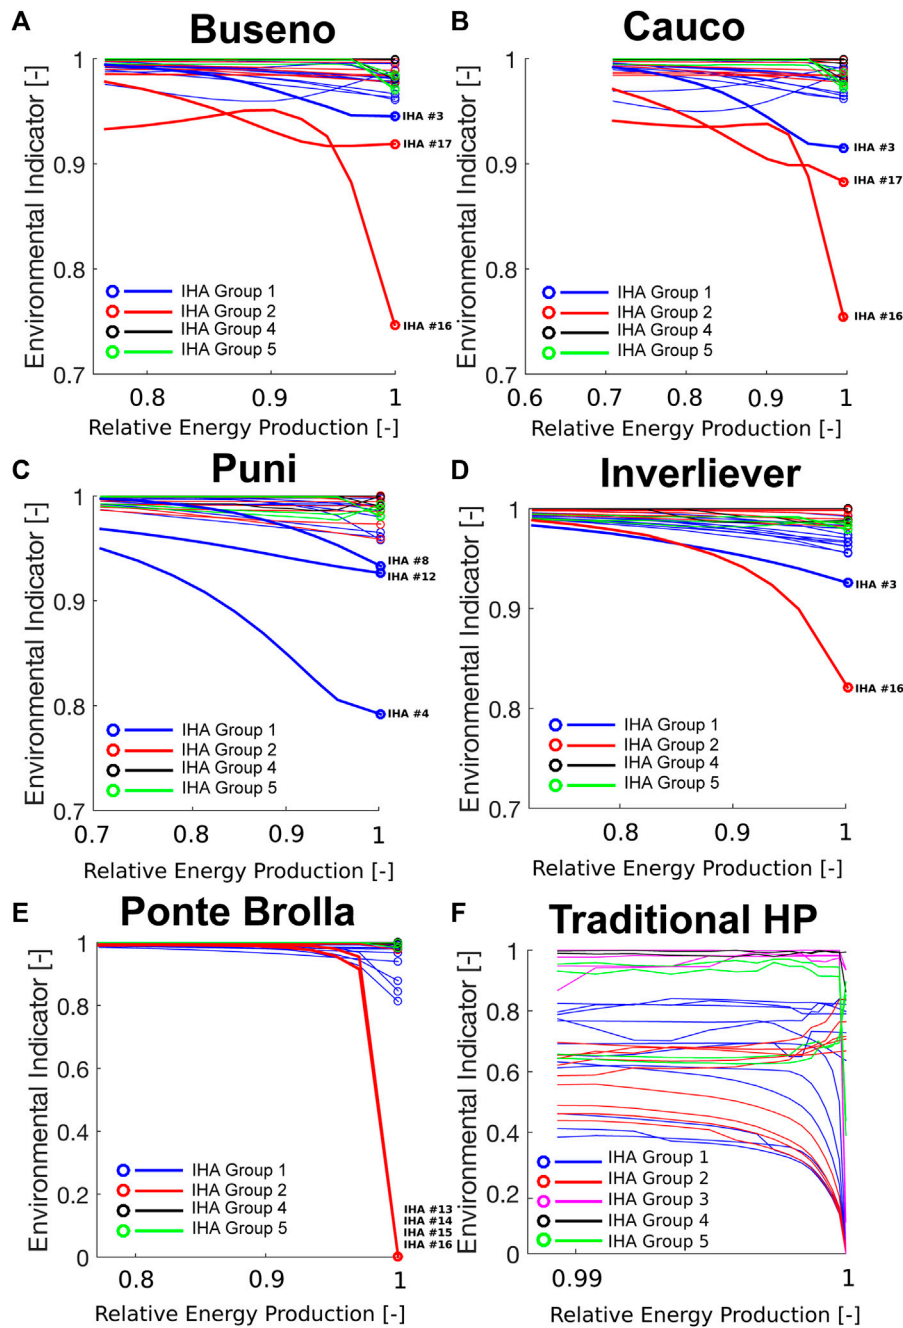 A
Buseno
Environmental Indicator [-]
1
0.9
0.8
0.7
IHA #3
IHA #17
IHA #16
IHA Group 1
IHA Group 2
IHA Group 4
IHA Group 5
0.8
0.9
1
Relative Energy Production [-]
B
Cauco
Environmental Indicator [-]
1
0.9
0.8
0.7
IHA #3
IHA #17
IHA #16
IHA Group 1
IHA Group 2
IHA Group 4
IHA Group 5
0.6
0.7
0.8
0.9
1
Relative Energy Production [-]
C
Puni
Environmental Indicator [-]
1
0.9
0.8
0.7
IHA #8
IHA #12
IHA #4
IHA Group 1
IHA Group 2
IHA Group 4
IHA Group 5
0.7
0.8
0.9
1
Relative Energy Production [-]
D
Inverliever
Environmental Indicator [-]
1
0.9
0.8
0.7
IHA #3
IHA #16
IHA Group 1
IHA Group 2
IHA Group 4
IHA Group 5
0.8
0.9
1
Relative Energy Production [-]
E
Ponte Brolla
Environmental Indicator [-]
1
0.8
0.6
0.4
0.2
0
IHA #13
IHA #14
IHA #15
IHA #16
IHA Group 1
IHA Group 2
IHA Group 4
IHA Group 5
0.8
0.9
1
Relative Energy Production [-]
F
Traditional HP
Environmental Indicator [-]
1
0.8
0.6
0.4
0.2
0
IHA Group 1
IHA Group 2
IHA Group 3
IHA Group 4
IHA Group 5
0.99
1
Relative Energy Production [-]